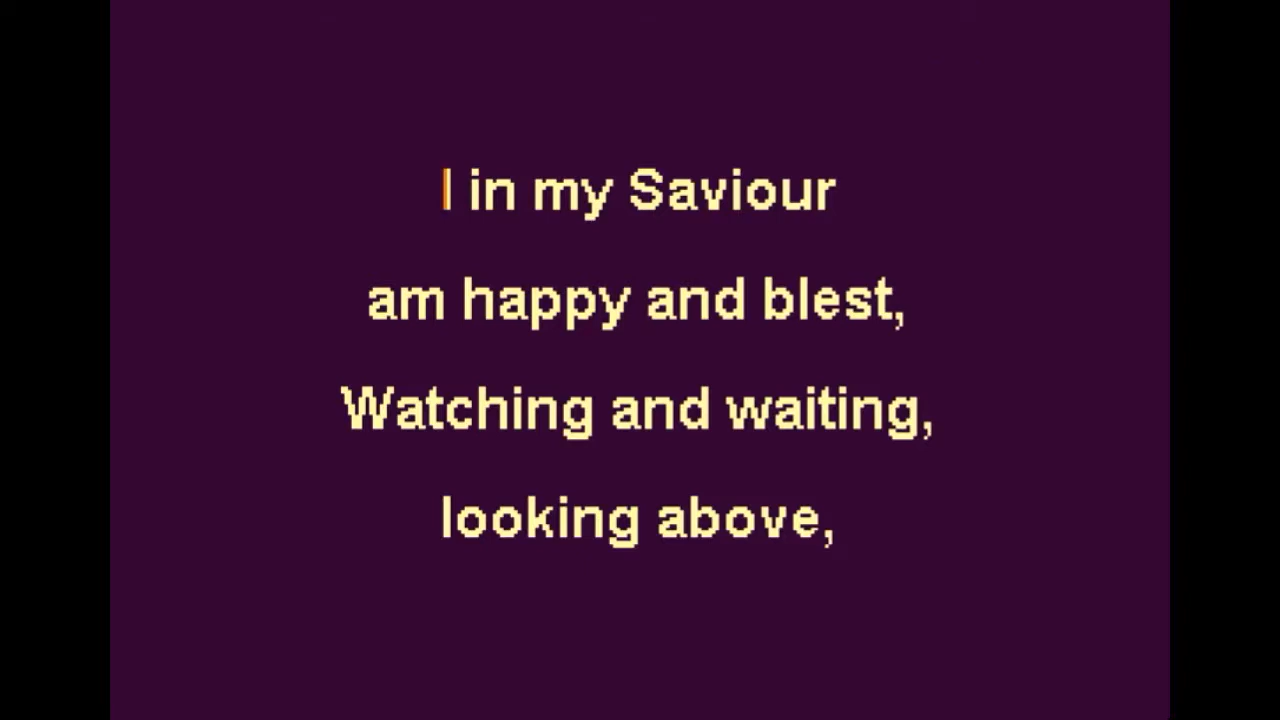 I in my Saviour
am happy and blest,
Watching and waiting,
looking above,